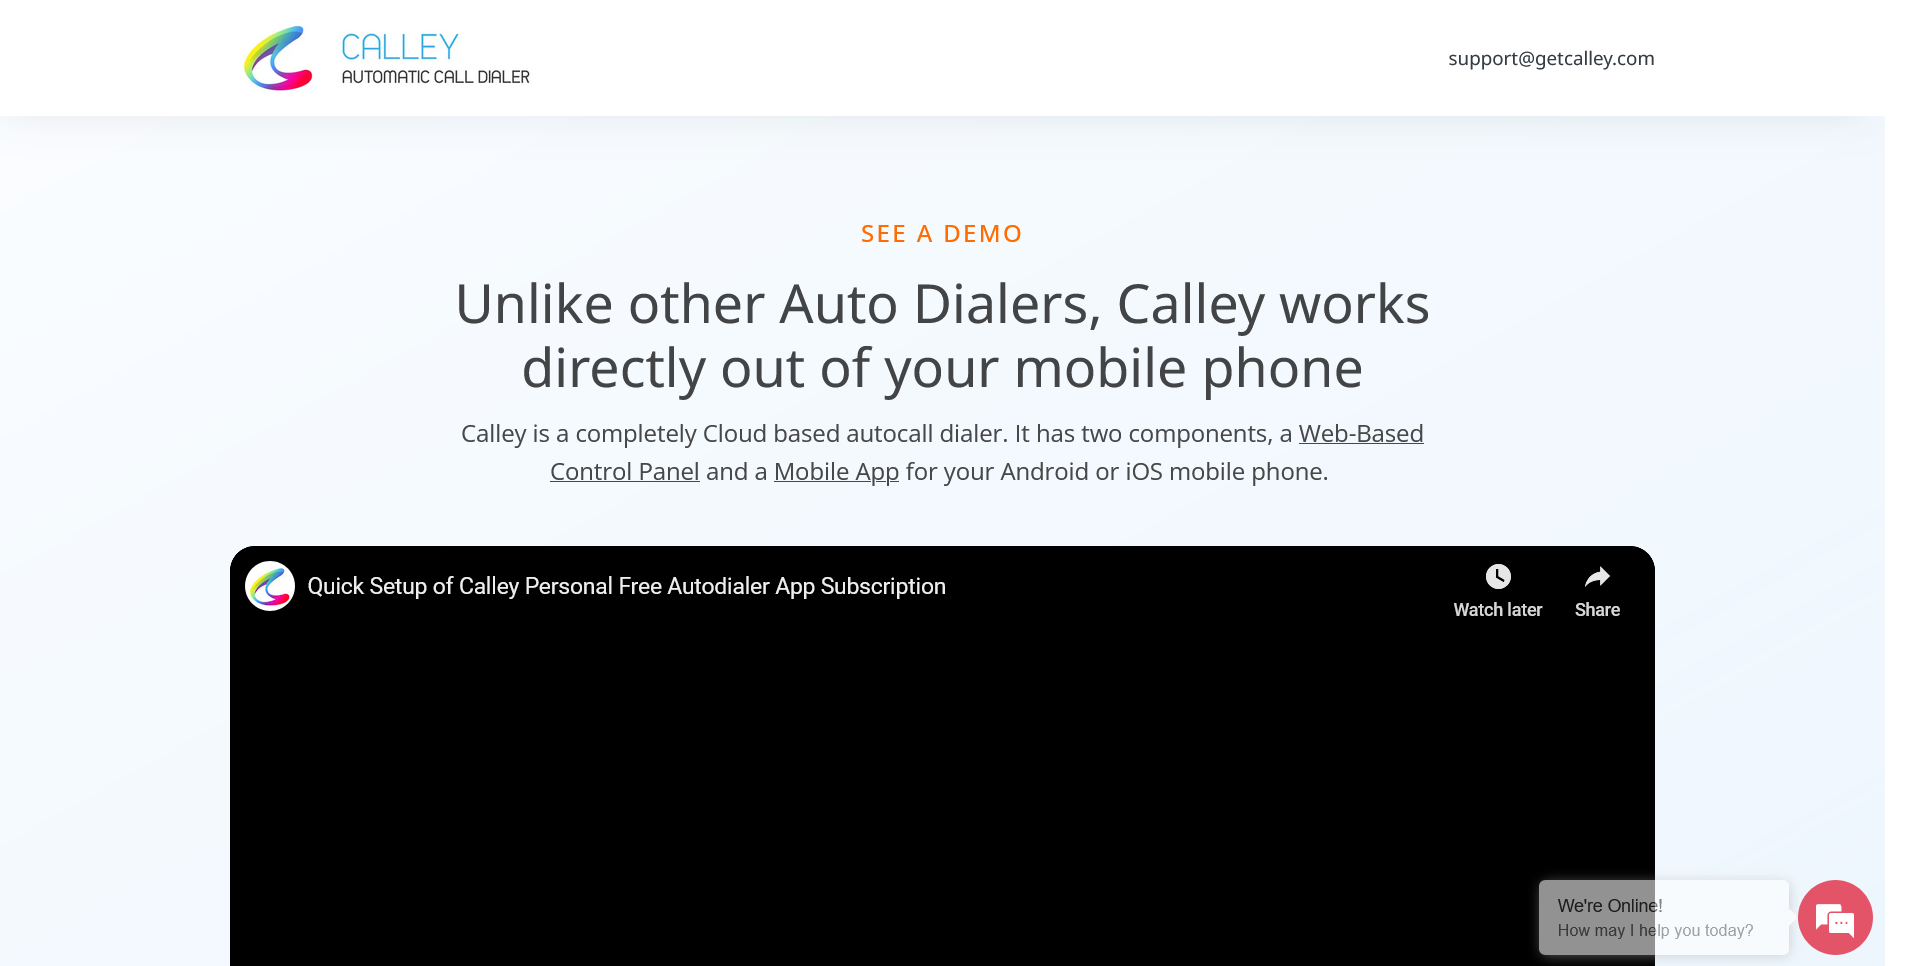 CALLEY
AUTOMATIC CALL DIALER
support@getcalley.com
SEE A DEMO
Unlike other Auto Dialers, Calley works
directly out of your mobile phone
Calley is a completely Cloud based autocall dialer. It has two components, a Web-Based
Control Panel and a Mobile App for your Android or iOS mobile phone.
Quick Setup of Calley Personal Free Autodialer App Subscription
Watch later
Share
We're Online!
How may I help you today?